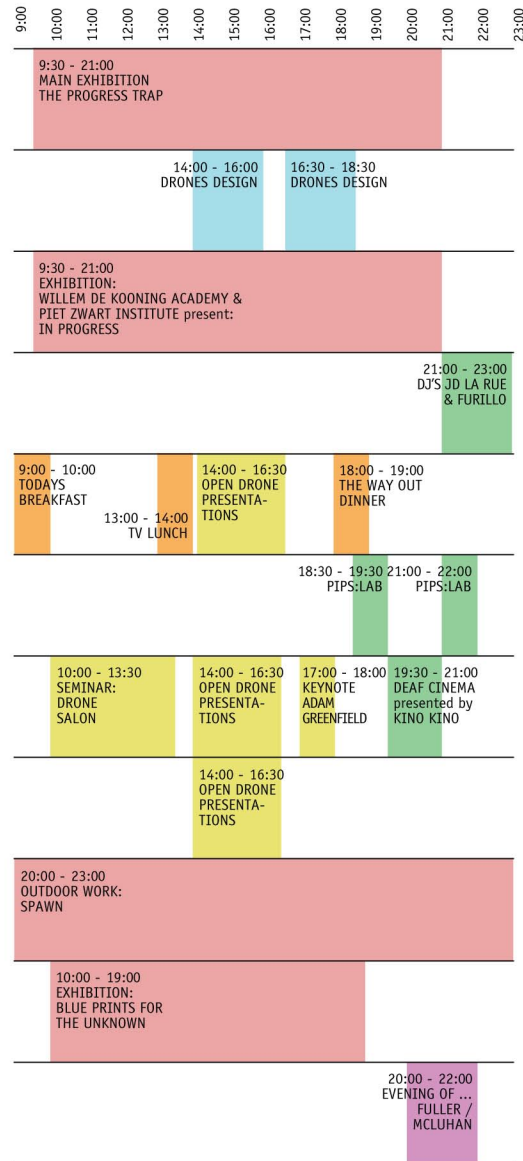 9:00
10:00
11:00
12:00
13:00
14:00
15:00
16:00
17:00
18:00
19:00
20:00
21:00
22:00
23:00
9:30 - 21:00
MAIN EXHIBITION
THE PROGRESS TRAP
14:00 - 16:00
DRONES DESIGN
16:30 - 18:30
DRONES DESIGN
9:30 - 21:00
EXHIBITION:
WILLEM DE KOONING ACADEMY &
PIET ZWART INSTITUTE present:
IN PROGRESS
21:00 - 23:00
DJ'S JD LA RUE
& FURILLO
9:00 - 10:00
TODAYS
BREAKFAST
13:00 - 14:00
TV LUNCH
14:00 - 16:30
OPEN DRONE
PRESENTA-
TIONS
18:00 - 19:00
THE WAY OUT
DINNER
18:30 - 19:30
PIPS:LAB
21:00 - 22:00
PIPS:LAB
10:00 - 13:30
SEMINAR:
DRONE
SALON
14:00 - 16:30
OPEN DRONE
PRESENTA-
TIONS
17:00 - 18:00
KEYNOTE
ADAM
GREENFIELD
19:30 - 21:00
DEAF CINEMA
presented by
KINO KINO
14:00 - 16:30
OPEN DRONE
PRESENTA-
TIONS
20:00 - 23:00
OUTDOOR WORK:
SPAWN
10:00 - 19:00
EXHIBITION:
BLUE PRINTS FOR
THE UNKNOWN
20:00 - 22:00
EVENING OF ...
FULLER /
MCLUHAN